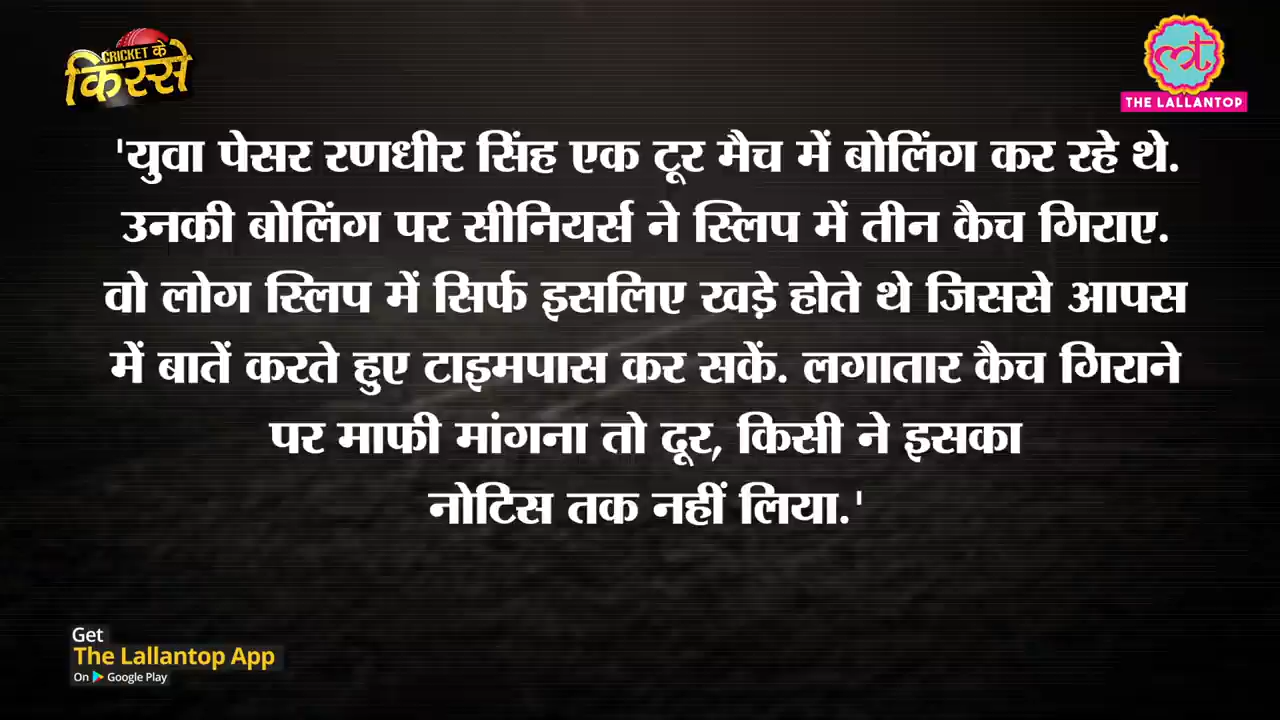 CRICKET के
किस्से
लT
THE LALLANTOP
'युवा पेसर रणधीर सिंह एक टूर मैच में बोलिंग कर रहे थे.
उनकी बोलिंग पर सीनियर्स ने स्लिप में तीन कैच गिराए.
वो लोग स्लिप में सिर्फ इसलिए खड़े होते थे जिससे आपस
में बातें करते हुए टाइमपास कर सकें. लगातार कैच गिराने
पर माफी मांगना तो दूर, किसी ने इसका
नोटिस तक नहीं लिया.'
Get
The Lallantop App
On Google Play